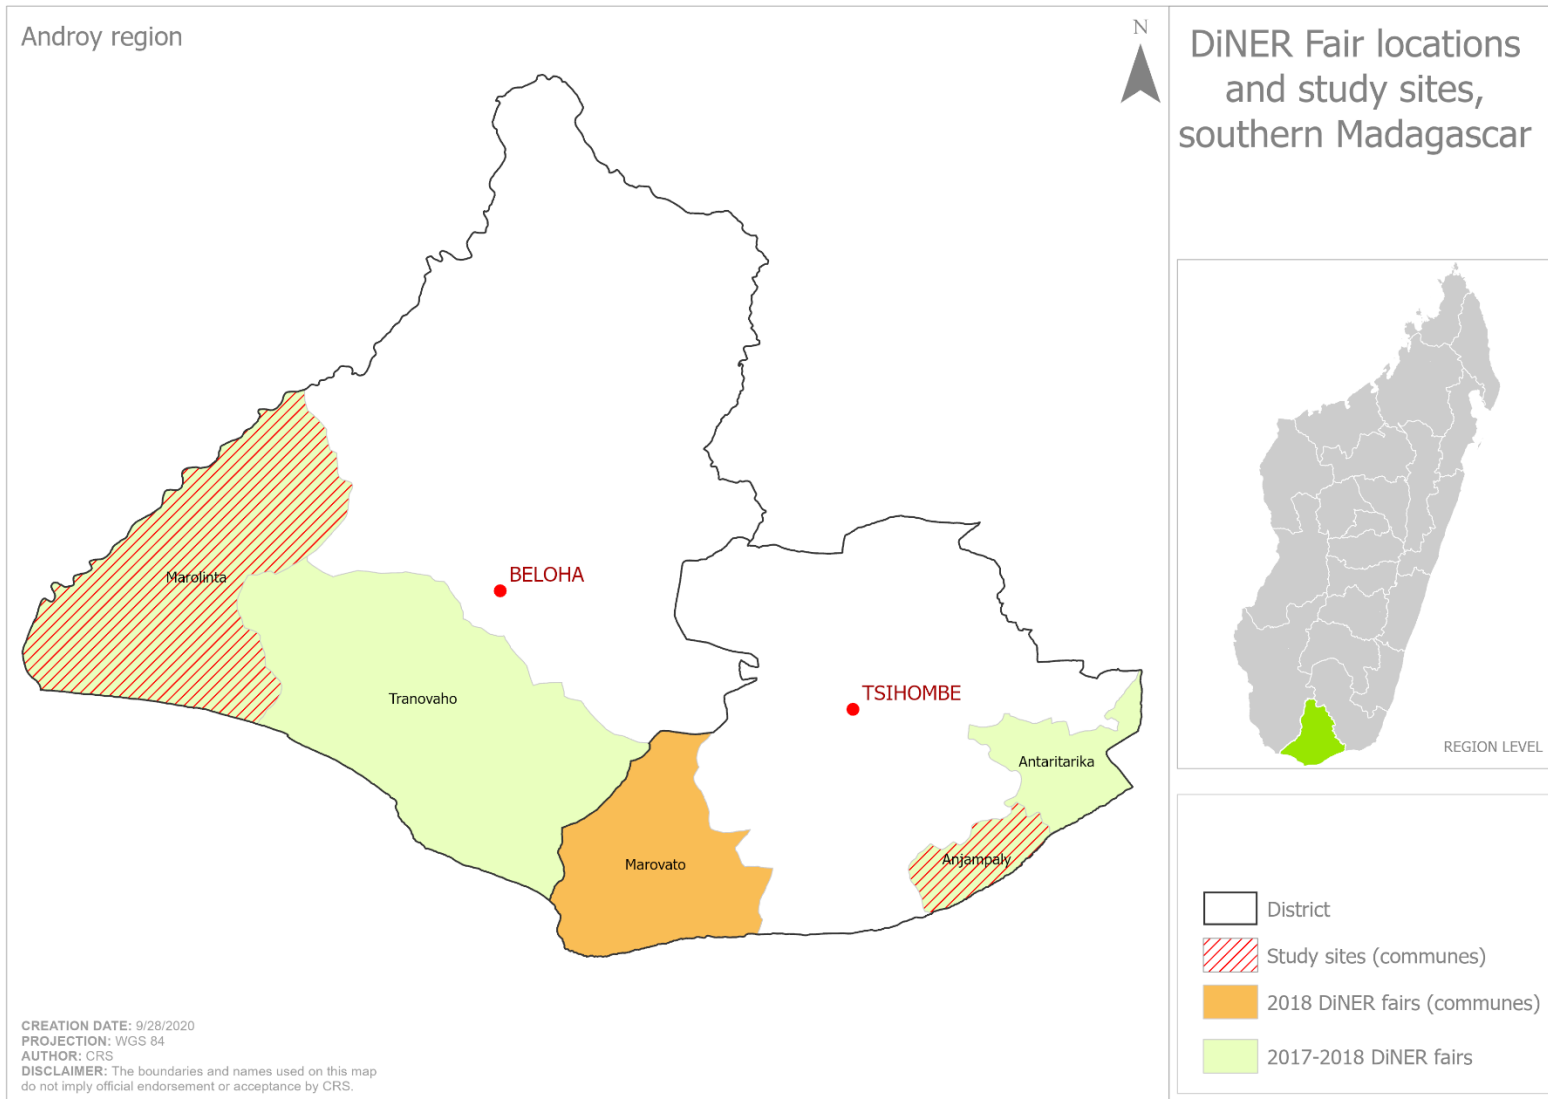 Androy region
N
DiNER Fair locations
and study sites,
southern Madagascar
BELOHA
Marolinta
Tranovaho
TSIHOMBE
Antaritarika
Anjampaly
Marovato
REGION LEVEL
District
Study sites (communes)
2018 DiNER fairs (communes)
2017-2018 DiNER fairs
CREATION DATE: 9/28/2020
PROJECTION: WGS 84
AUTHOR: CRS
DISCLAIMER: The boundaries and names used on this map
do not imply official endorsement or acceptance by CRS.